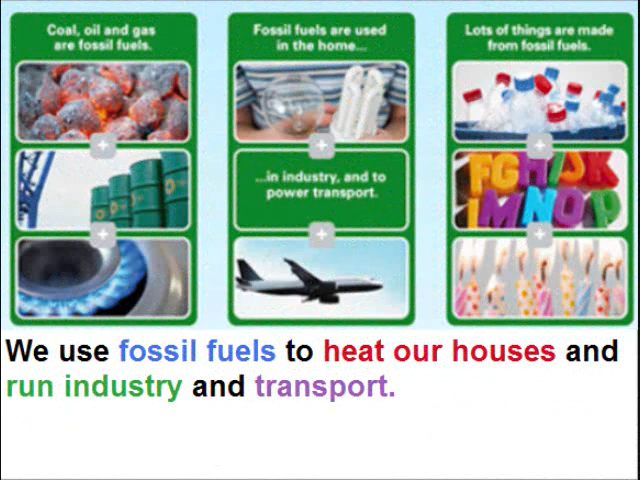 Coal, oil and gas
are fossil fuels.
Fossil fuels are used
in the home...
...in industry, and to
power transport.
Lots of things are made
from fossil fuels.
FGHJSK
MNOP
We use fossil fuels to heat our houses and
run industry and transport.